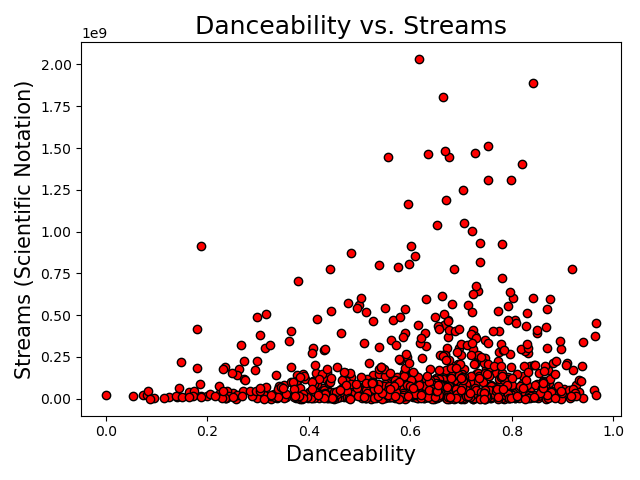 Danceability vs. Streams
1e9
2.00
1.75
1.50
1.25
1.00
0.75
0.50
0.25
0.00
Streams (Scientific Notation)
0.0 0.2 0.4 0.6 0.8 1.0
Danceability